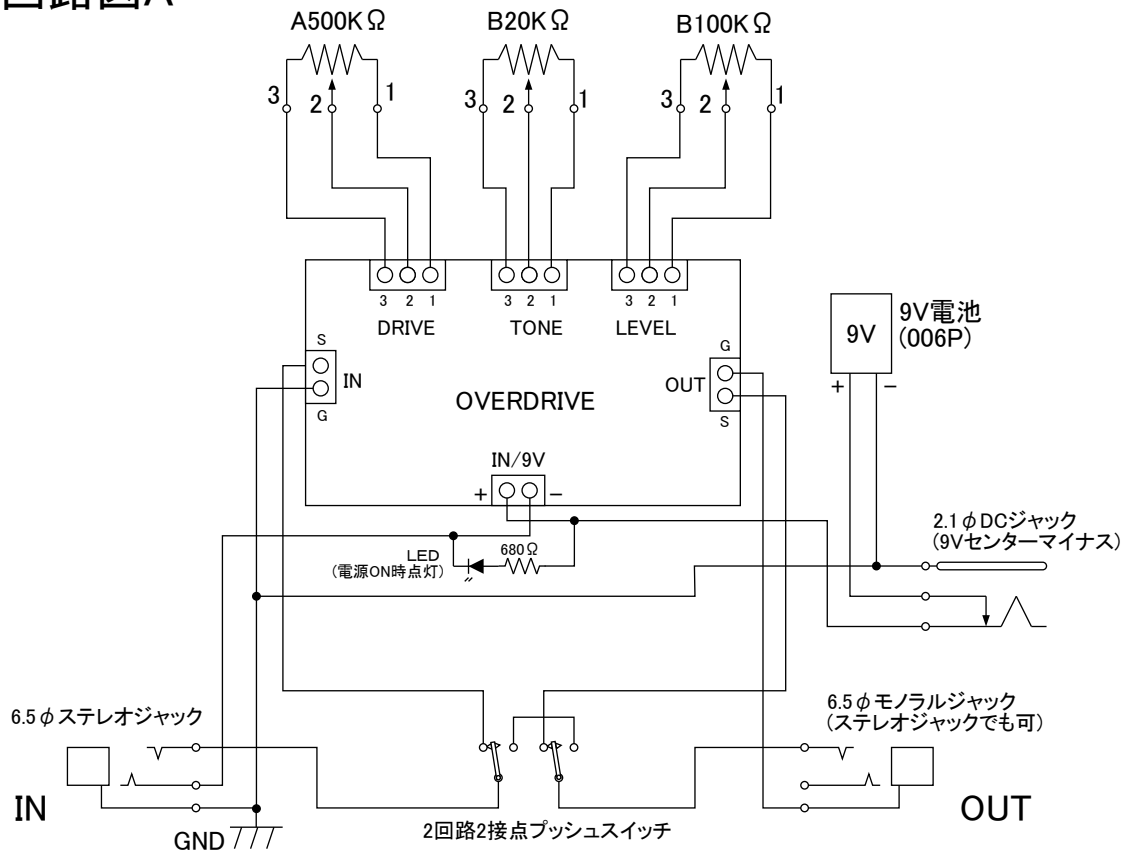 回路図A
A500KΩ
B20KΩ
B100KΩ
3 2 1
3 2 1
3 2 1
3 2 1
3 2 1
3 2 1
DRIVE
TONE
LEVEL
S
IN
G
OVERDRIVE
G
OUT
S
9V
9V電池
(006P)
+ −
IN/9V
+ −
LED
(電源ON時点灯)
680Ω
2.1φDCジャック
(9Vセンターマイナス)
6.5φステレオジャック
6.5φモノラルジャック
(ステレオジャックでも可)
IN
GND
2回路2接点プッシュスイッチ
OUT